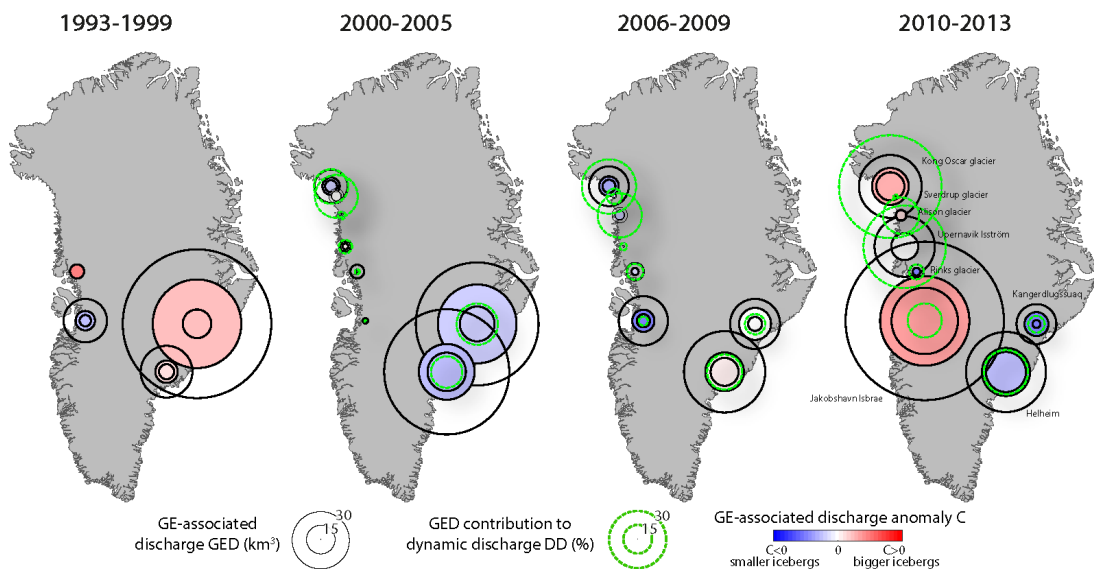 1993-1999
2000-2005
2006-2009
2010-2013
Kong Oscar glacier
Sverdrup glacier
Alison glacier
Upernavik Isström
Rinks glacier
Kangerdlugssuaq
Jakobshavn Isbrae
Helheim
GE-associated
discharge GED (km³)
30
15
GED contribution to
dynamic discharge DD (%)
30
15
GE-associated discharge anomaly C
C<0
0
C>0
smaller icebergs
bigger icebergs